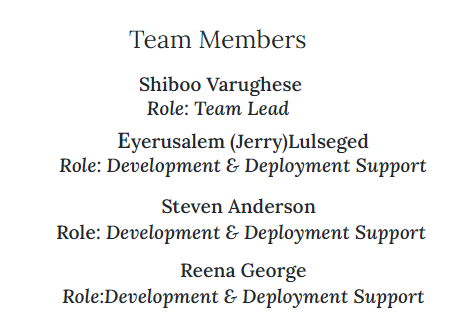 Team Members
Shiboo Varughese
Role: Team Lead
Eyerusalem (Jerry)Lulseged
Role: Development & Deployment Support
Steven Anderson
Role: Development & Deployment Support
Reena George
Role:Development & Deployment Support